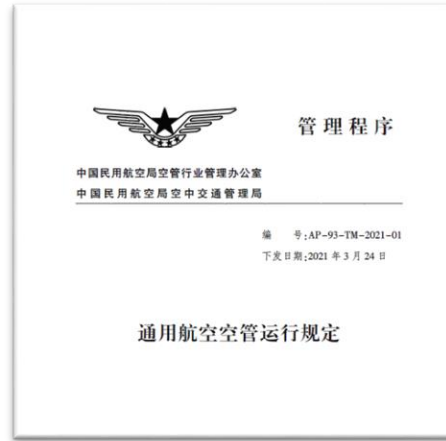 管理程序
中国民用航空局空管行业管理办公室
中国民用航空局空中交通管理局
编 号:AP-93-TM-2021-01
下发日期:2021 年 3 月 24 日
通用航空空管运行规定